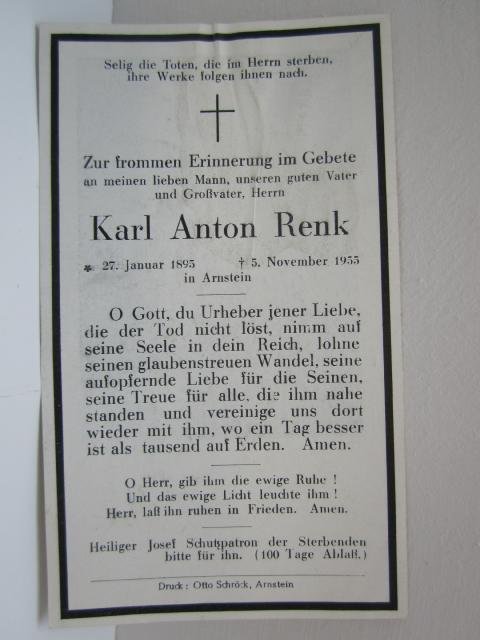 Selig die Toten, die im Herrn sterben,
ihre Werke folgen ihnen nach.
Zur frommen Erinnerung im Gebete
an meinen lieben Mann, unseren guten Vater
und Großvater, Herrn
Karl Anton Renk
* 27. Januar 1895 † 5. November 1955
in Arnstein
O Gott, du Urheber jener Liebe,
die der Tod nicht löst, nimm auf
seine Seele in dein Reich, lohne
seinen glaubenstreuen Wandel, seine
aufopfernde Liebe für die Seinen,
seine Treue für alle, die ihm nahe
standen und vereinige uns dort
wieder mit ihm, wo ein Tag besser
ist als tausend auf Erden. Amen.
O Herr, gib ihm die ewige Ruhe !
Und das ewige Licht leuchte ihm !
Herr, laß ihn ruhen in Frieden. Amen.
Heiliger Josef Schutzpatron der Sterbenden
bitte für ihn. (100 Tage Ablaß.)
Druck: Otto Schröck, Arnstein